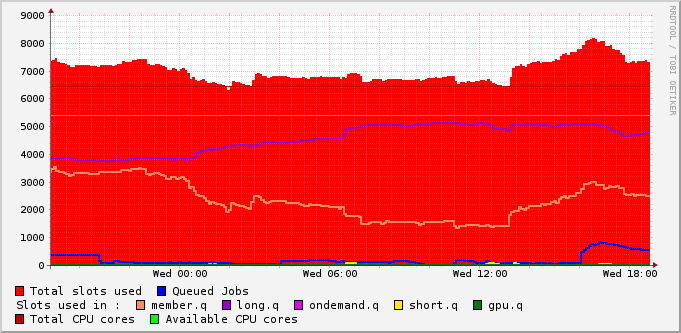 9000
8000
7000
6000
5000
4000
3000
2000
1000
0
Wed 00:00 Wed 06:00 Wed 12:00 Wed 18:00
RRDTOOL / TOBI OETIKER
Total slots used Queued Jobs
Slots used in : member.q long.q ondemand.q short.q gpu.q
Total CPU cores Available CPU cores